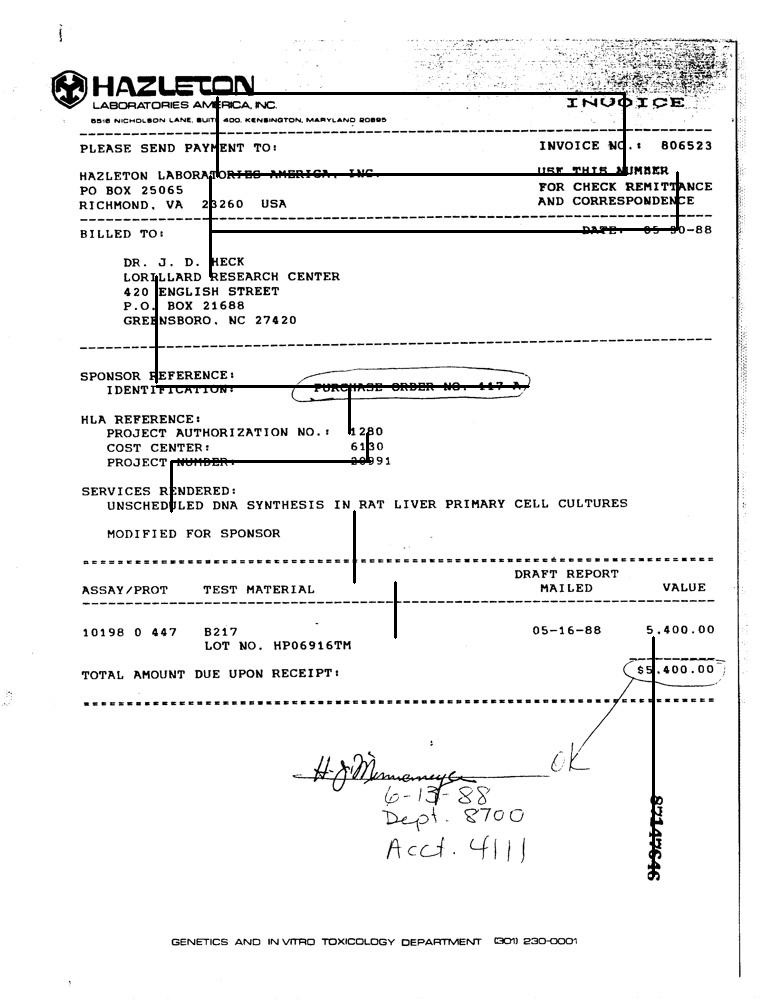 HAZLETON
LABORATORIES AMERICA, INC.
5516 NICHOLSON LANE, SUITE 400, KENSINGTON, MARYLAND 20895
INVOICE
PLEASE SEND PAYMENT TO: INVOICE NO.: 806523
HAZLETON LABORATORIES AMERICA, INC. USE THIS NUMBER
PO BOX 25065 FOR CHECK REMITTANCE
RICHMOND, VA 23260 USA AND CORRESPONDENCE
BILLED TO: DATE: 05-30-88
DR. J. D. HECK
LORILLARD RESEARCH CENTER
420 ENGLISH STREET
P.O. BOX 21688
GREENSBORO, NC 27420
SPONSOR REFERENCE:
IDENTIFICATION: PURCHASE ORDER NO. 117 A
HLA REFERENCE:
PROJECT AUTHORIZATION NO.: 1280
COST CENTER: 6130
PROJECT NUMBER: 20991
SERVICES RENDERED:
UNSCHEDULED DNA SYNTHESIS IN RAT LIVER PRIMARY CELL CULTURES
MODIFIED FOR SPONSOR
DRAFT REPORT
ASSAY/PROT TEST MATERIAL MAILED VALUE
10198 0 447 B217 05-16-88 5,400.00
LOT NO. HP06916TM
TOTAL AMOUNT DUE UPON RECEIPT: $5,400.00
OK
6-13-88
Dept. 8700
Acct. 4111
87147646
GENETICS AND IN VITRO TOXICOLOGY DEPARTMENT (301) 230-0001